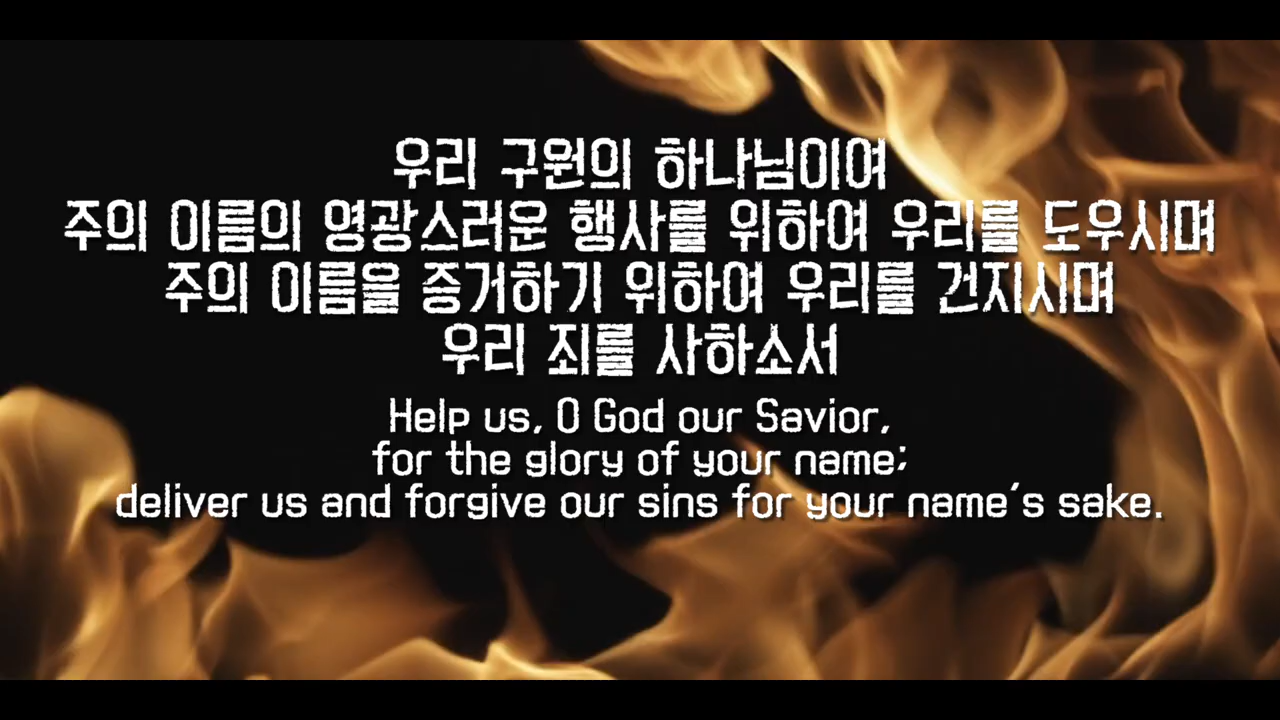 우리 구원의 하나님이여
주의 이름의 영광스러운 행사를 위하여 우리를 도우시며
주의 이름을 증거하기 위하여 우리를 건지시며
우리 죄를 사하소서
Help us, O God our Savior,
for the glory of your name;
deliver us and forgive our sins for your name's sake.